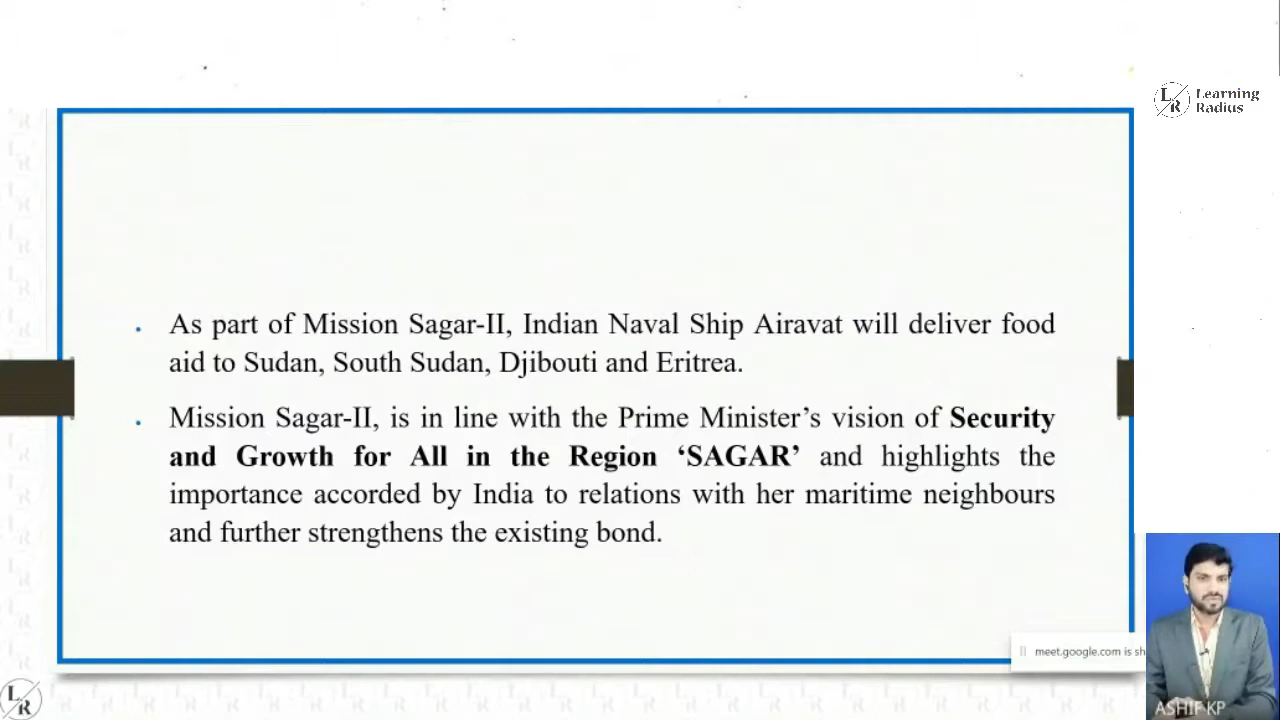 L
R
Learning
Radius
• As part of Mission Sagar-II, Indian Naval Ship Airavat will deliver food
aid to Sudan, South Sudan, Djibouti and Eritrea.
• Mission Sagar-II, is in line with the Prime Minister’s vision of Security
and Growth for All in the Region ‘SAGAR’ and highlights the
importance accorded by India to relations with her maritime neighbours
and further strengthens the existing bond.
meet.google.com is sh
ASHIF KP
L
R